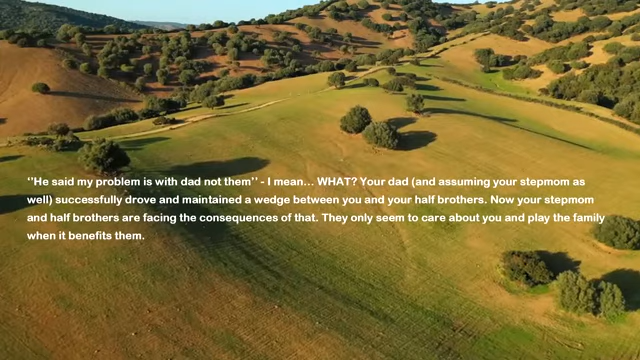 ''He said my problem is with dad not them'' - I mean... WHAT? Your dad (and assuming your stepmom as
well) successfully drove and maintained a wedge between you and your half brothers. Now your stepmom
and half brothers are facing the consequences of that. They only seem to care about you and play the family
when it benefits them.